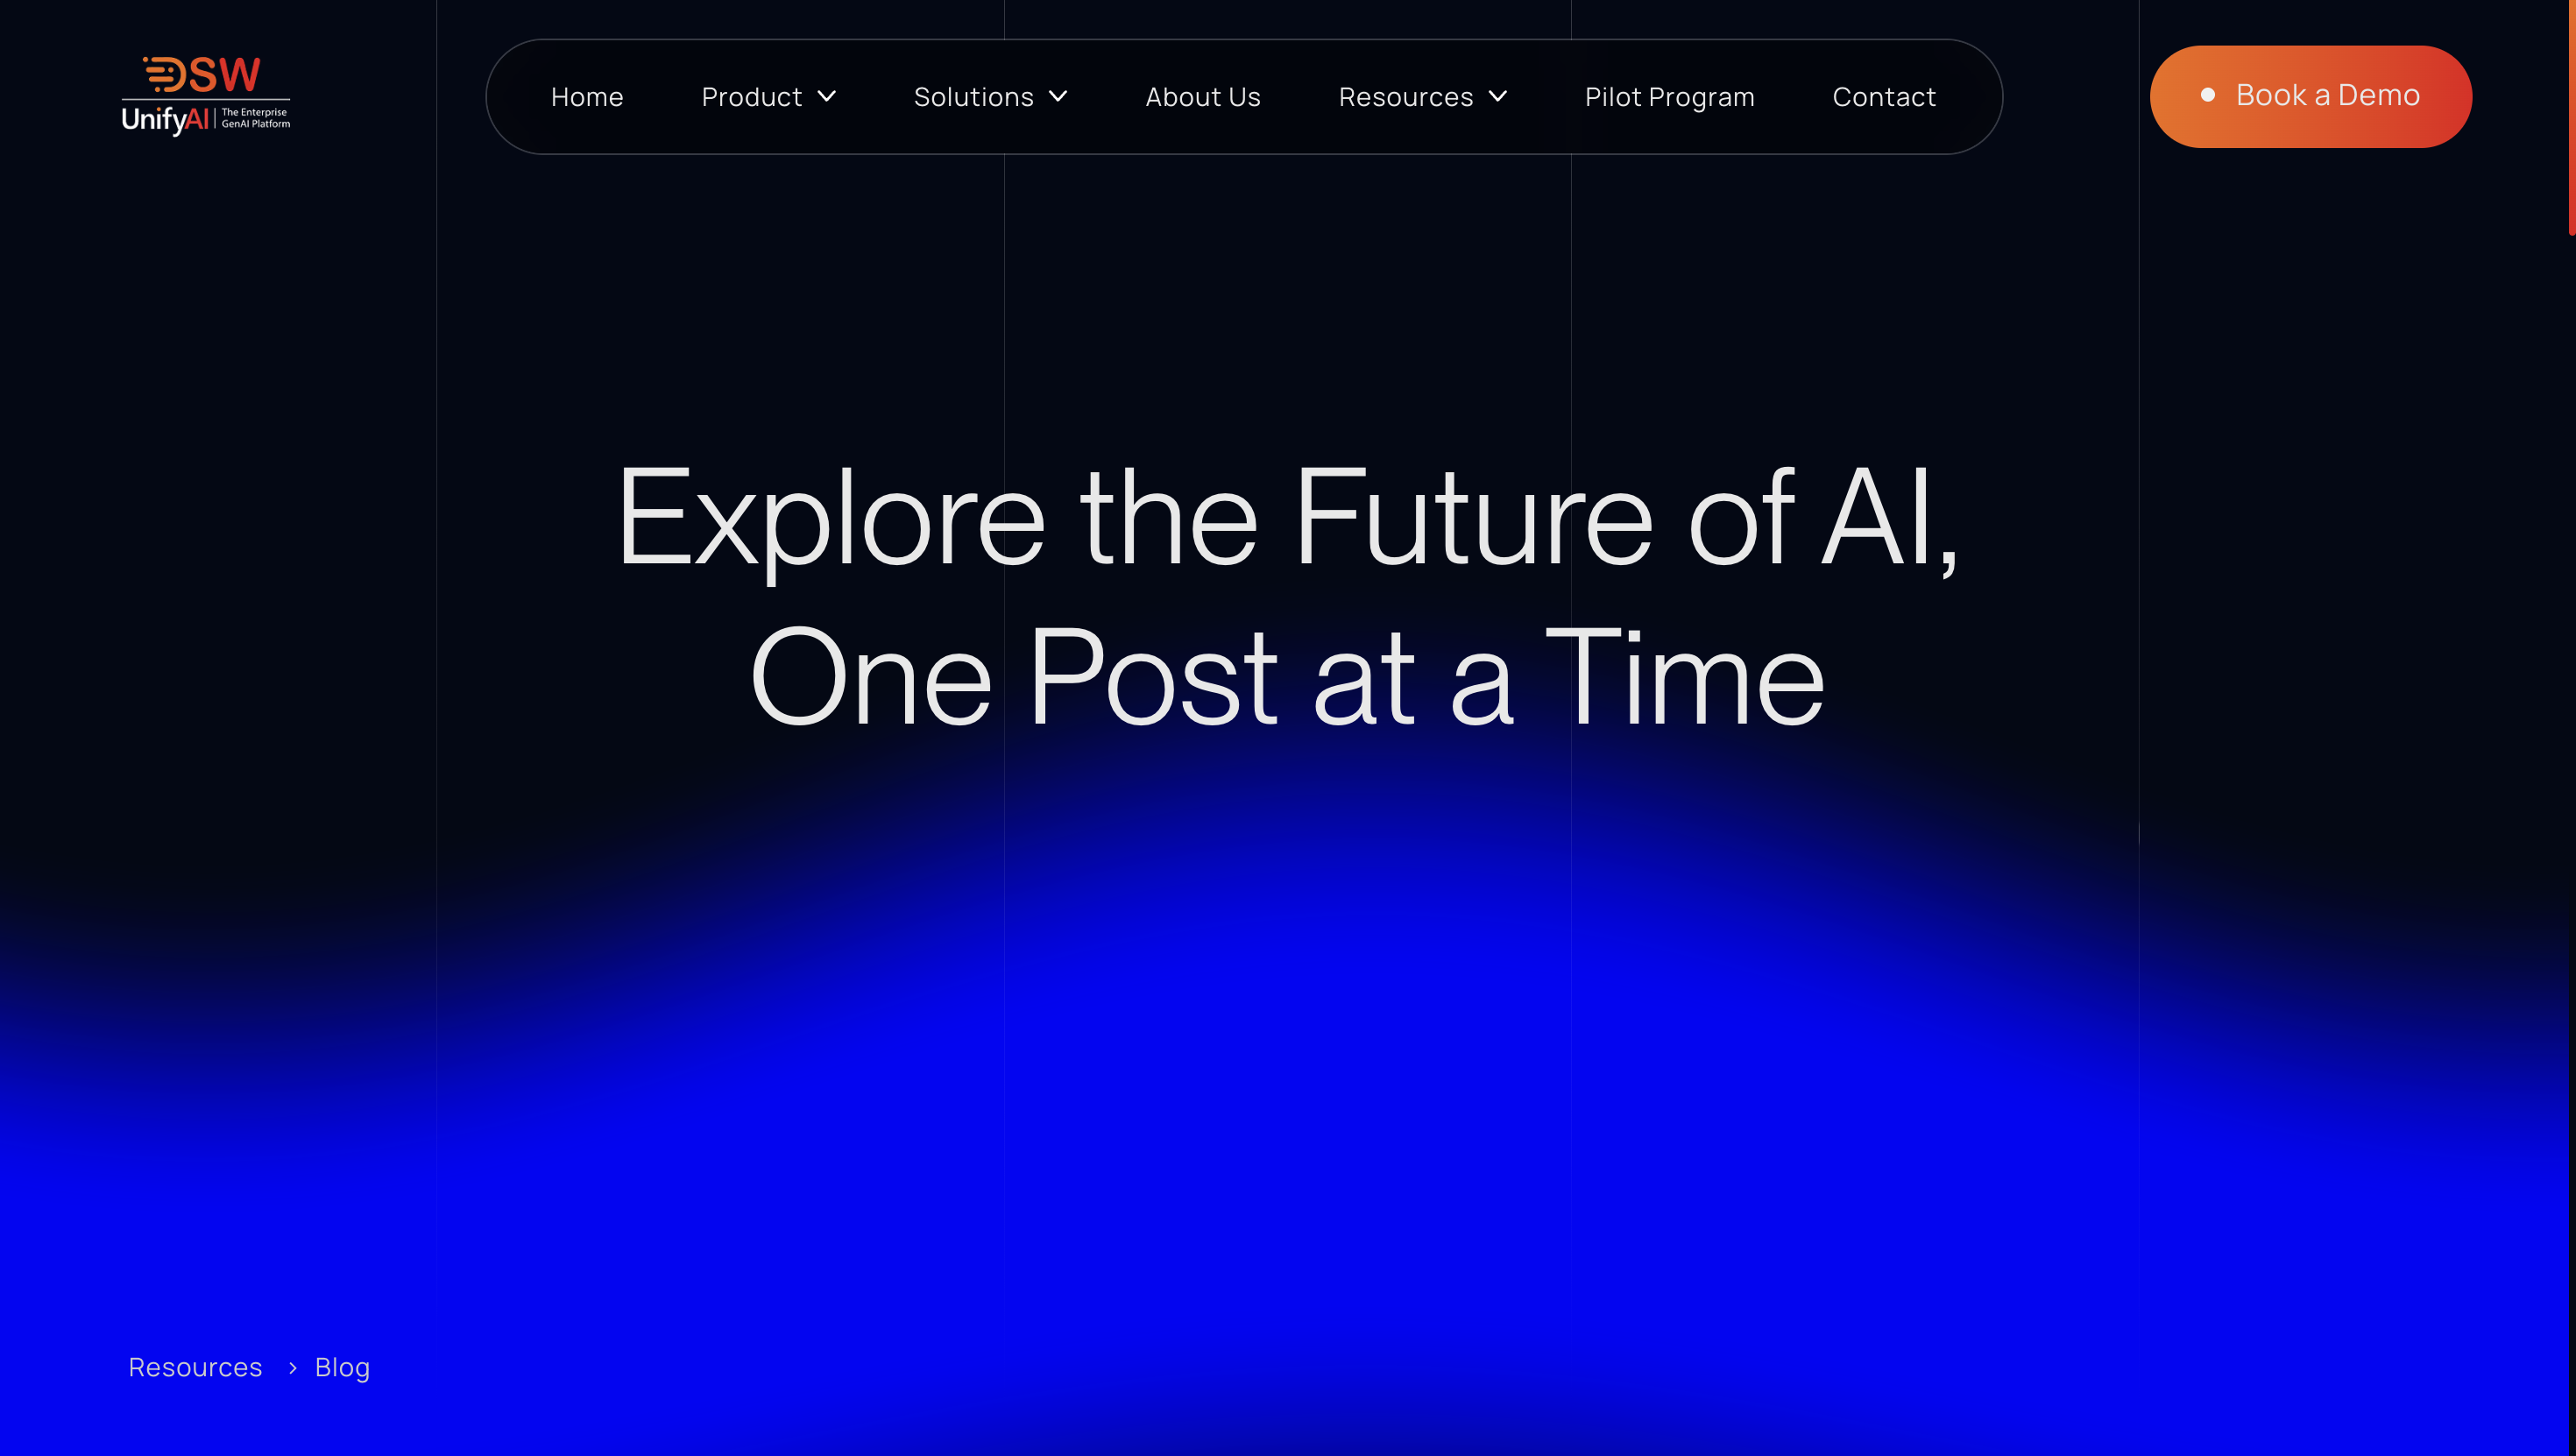 DSW
UnifyAI
The Enterprise
GenAI Platform
Home
Product
Solutions
About Us
Resources
Pilot Program
Contact
Book a Demo
Explore the Future of AI,
One Post at a Time
Resources > Blog